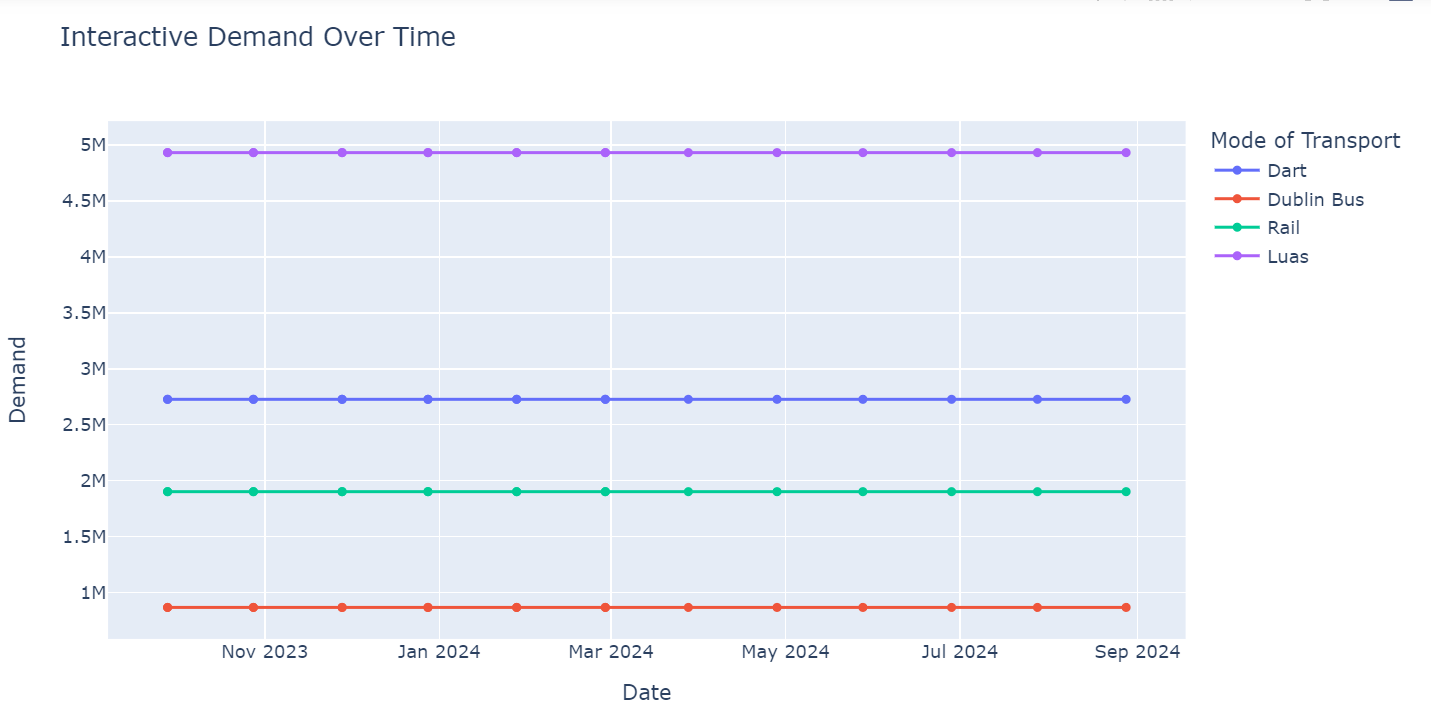 Interactive Demand Over Time
Mode of Transport
Dart
Dublin Bus
Rail
Luas
5M
4.5M
4M
3.5M
3M
2.5M
2M
1.5M
1M
Demand
Nov 2023
Jan 2024
Mar 2024
May 2024
Jul 2024
Sep 2024
Date